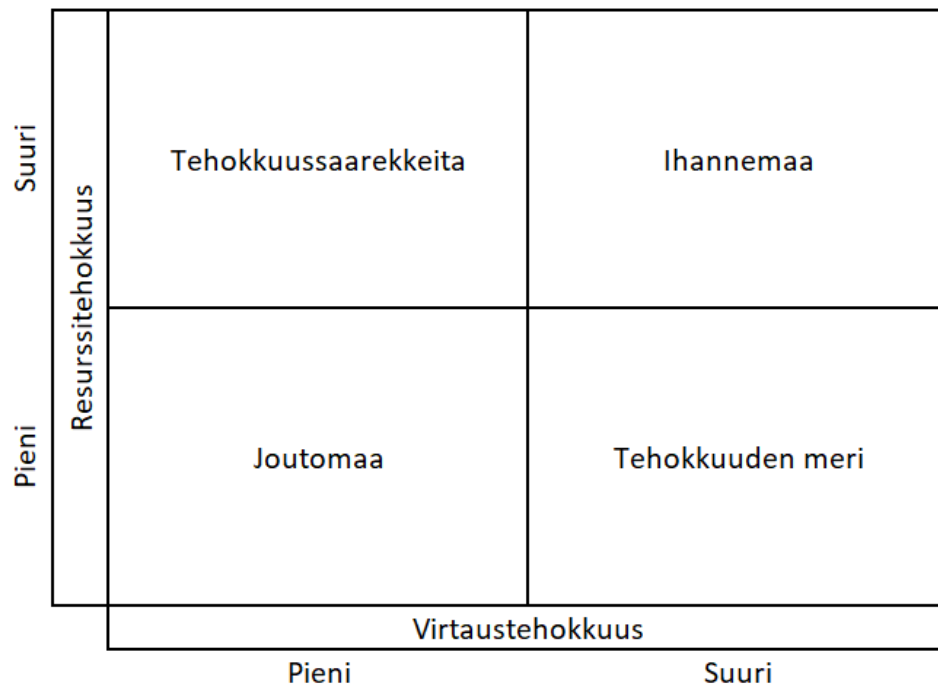 Suuri
Resurssitehokkuus
Pieni
Tehokkuussaarekkeita
Ihannemaa
Joutomaa
Tehokkuuden meri
Virtaustehokkuus
Pieni
Suuri